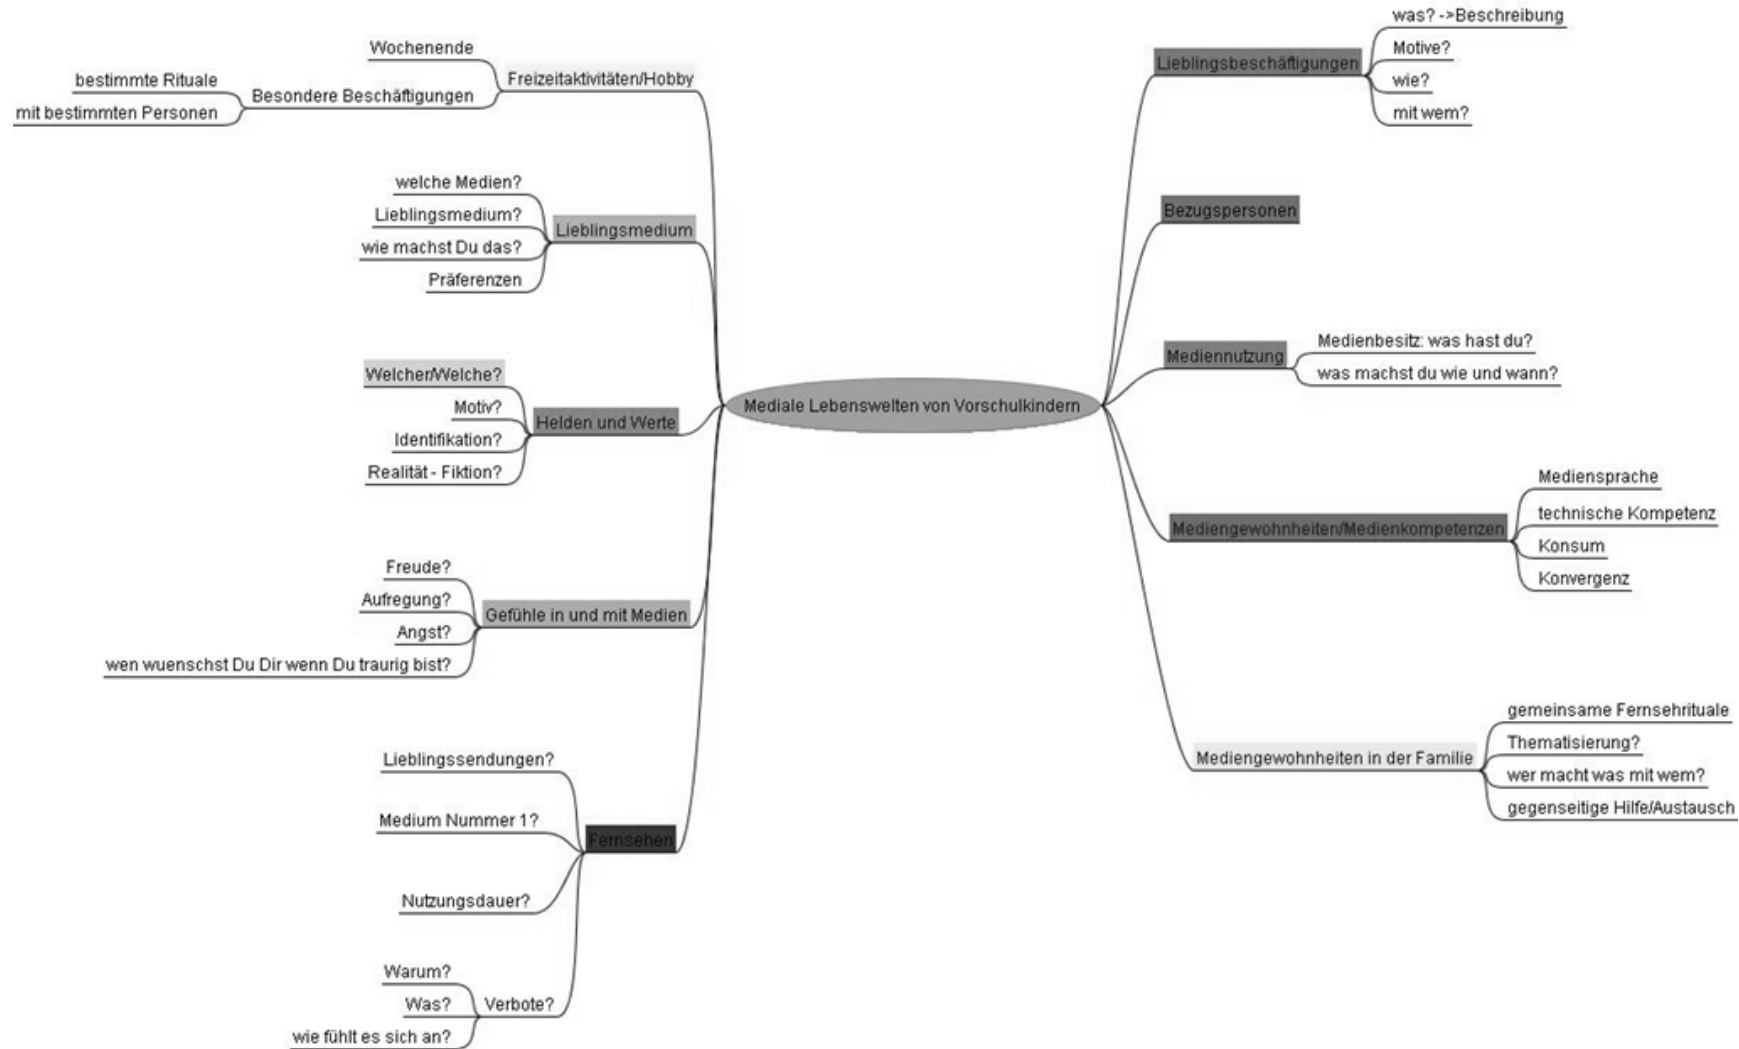 Mediale Lebenswelten von Vorschulkindern
Freizeitaktivitäten/Hobby
Wochenende
Besondere Beschäftigungen
bestimmte Rituale
mit bestimmten Personen
Lieblingsmedium
welche Medien?
Lieblingsmedium?
wie machst Du das?
Präferenzen
Helden und Werte
Welcher/Welche?
Motiv?
Identifikation?
Realität - Fiktion?
Gefühle in und mit Medien
Freude?
Aufregung?
Angst?
wen wuenschst Du Dir wenn Du traurig bist?
Fernsehen
Lieblingssendungen?
Medium Nummer 1?
Nutzungsdauer?
Verbote?
Warum?
Was?
wie fühlt es sich an?
Lieblingsbeschäftigungen
was? ->Beschreibung
Motive?
wie?
mit wem?
Bezugspersonen
Mediennutzung
Medienbesitz: was hast du?
was machst du wie und wann?
Mediengewohnheiten/Medienkompetenzen
Mediensprache
technische Kompetenz
Konsum
Konvergenz
Mediengewohnheiten in der Familie
gemeinsame Fernsehrituale
Thematisierung?
wer macht was mit wem?
gegenseitige Hilfe/Austausch